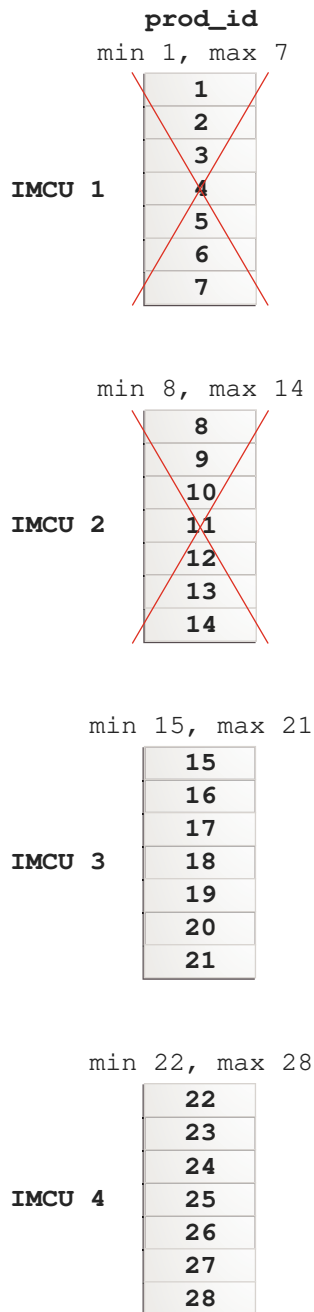 prod_id
min 1, max 7
1
2
3
IMCU 1 4
5
6
7
min 8, max 14
8
9
10
IMCU 2 11
12
13
14
min 15, max 21
15
16
17
IMCU 3 18
19
20
21
min 22, max 28
22
23
24
IMCU 4 25
26
27
28